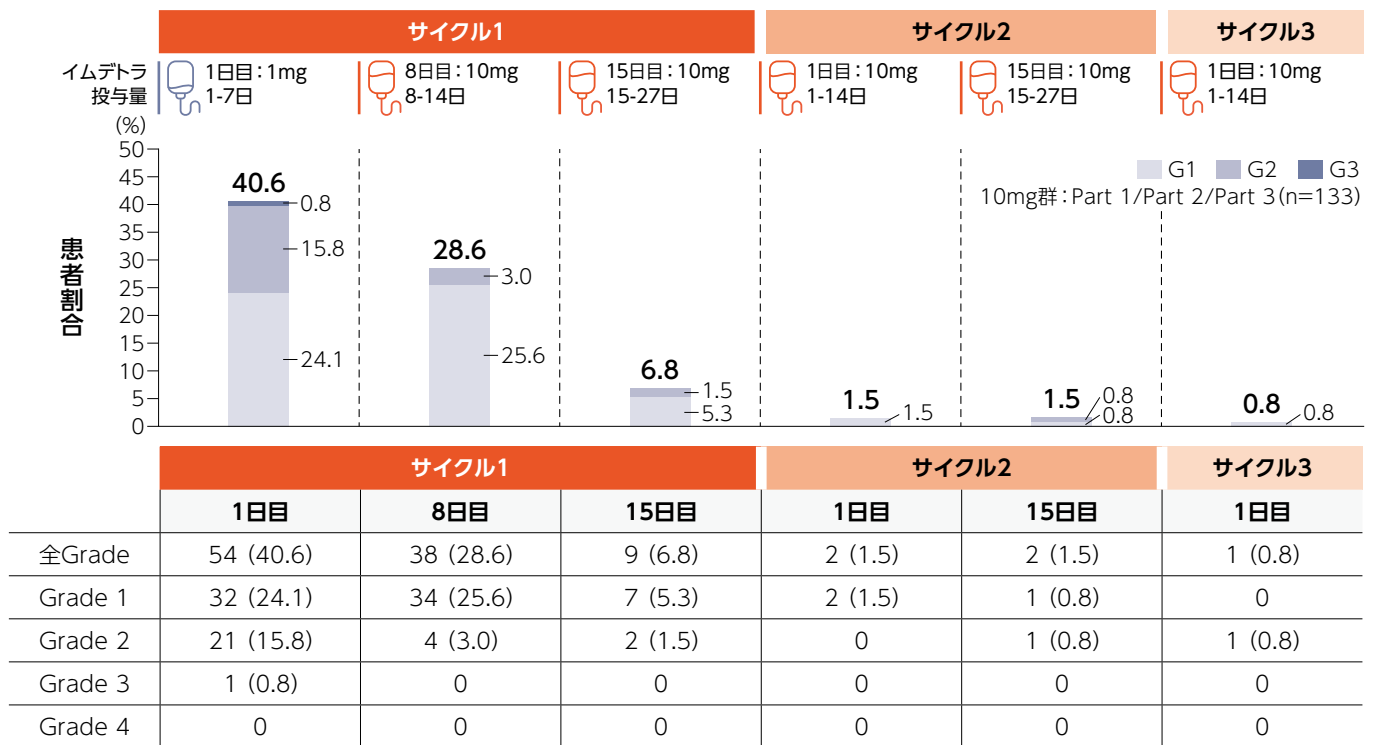 サイクル1 サイクル2 サイクル3
イムデトラ
投与量
1日目：1mg
1-7日
8日目：10mg
8-14日
15日目：10mg
15-27日
1日目：10mg
1-14日
15日目：10mg
15-27日
1日目：10mg
1-14日
(%)
50
45
40
35
30
25
20
15
10
5
0
患者割合
G1 G2 G3
10mg群：Part 1/Part 2/Part 3（n=133）
40.6
0.8
15.8
24.1
28.6
3.0
25.6
6.8
1.5
5.3
1.5
1.5
1.5
0.8
0.8
0.8
0.8
サイクル1 サイクル2 サイクル3
1日目 8日目 15日目 1日目 15日目 1日目
全Grade 54 (40.6) 38 (28.6) 9 (6.8) 2 (1.5) 2 (1.5) 1 (0.8)
Grade 1 32 (24.1) 34 (25.6) 7 (5.3) 2 (1.5) 1 (0.8) 0
Grade 2 21 (15.8) 4 (3.0) 2 (1.5) 0 1 (0.8) 1 (0.8)
Grade 3 1 (0.8) 0 0 0 0 0
Grade 4 0 0 0 0 0 0